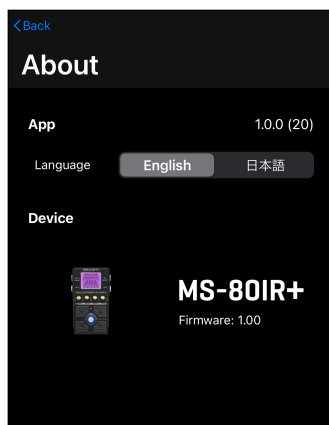 Back
About
App 1.0.0 (20)
Language English 日本語
Device
MS-80IR+
Firmware: 1.00